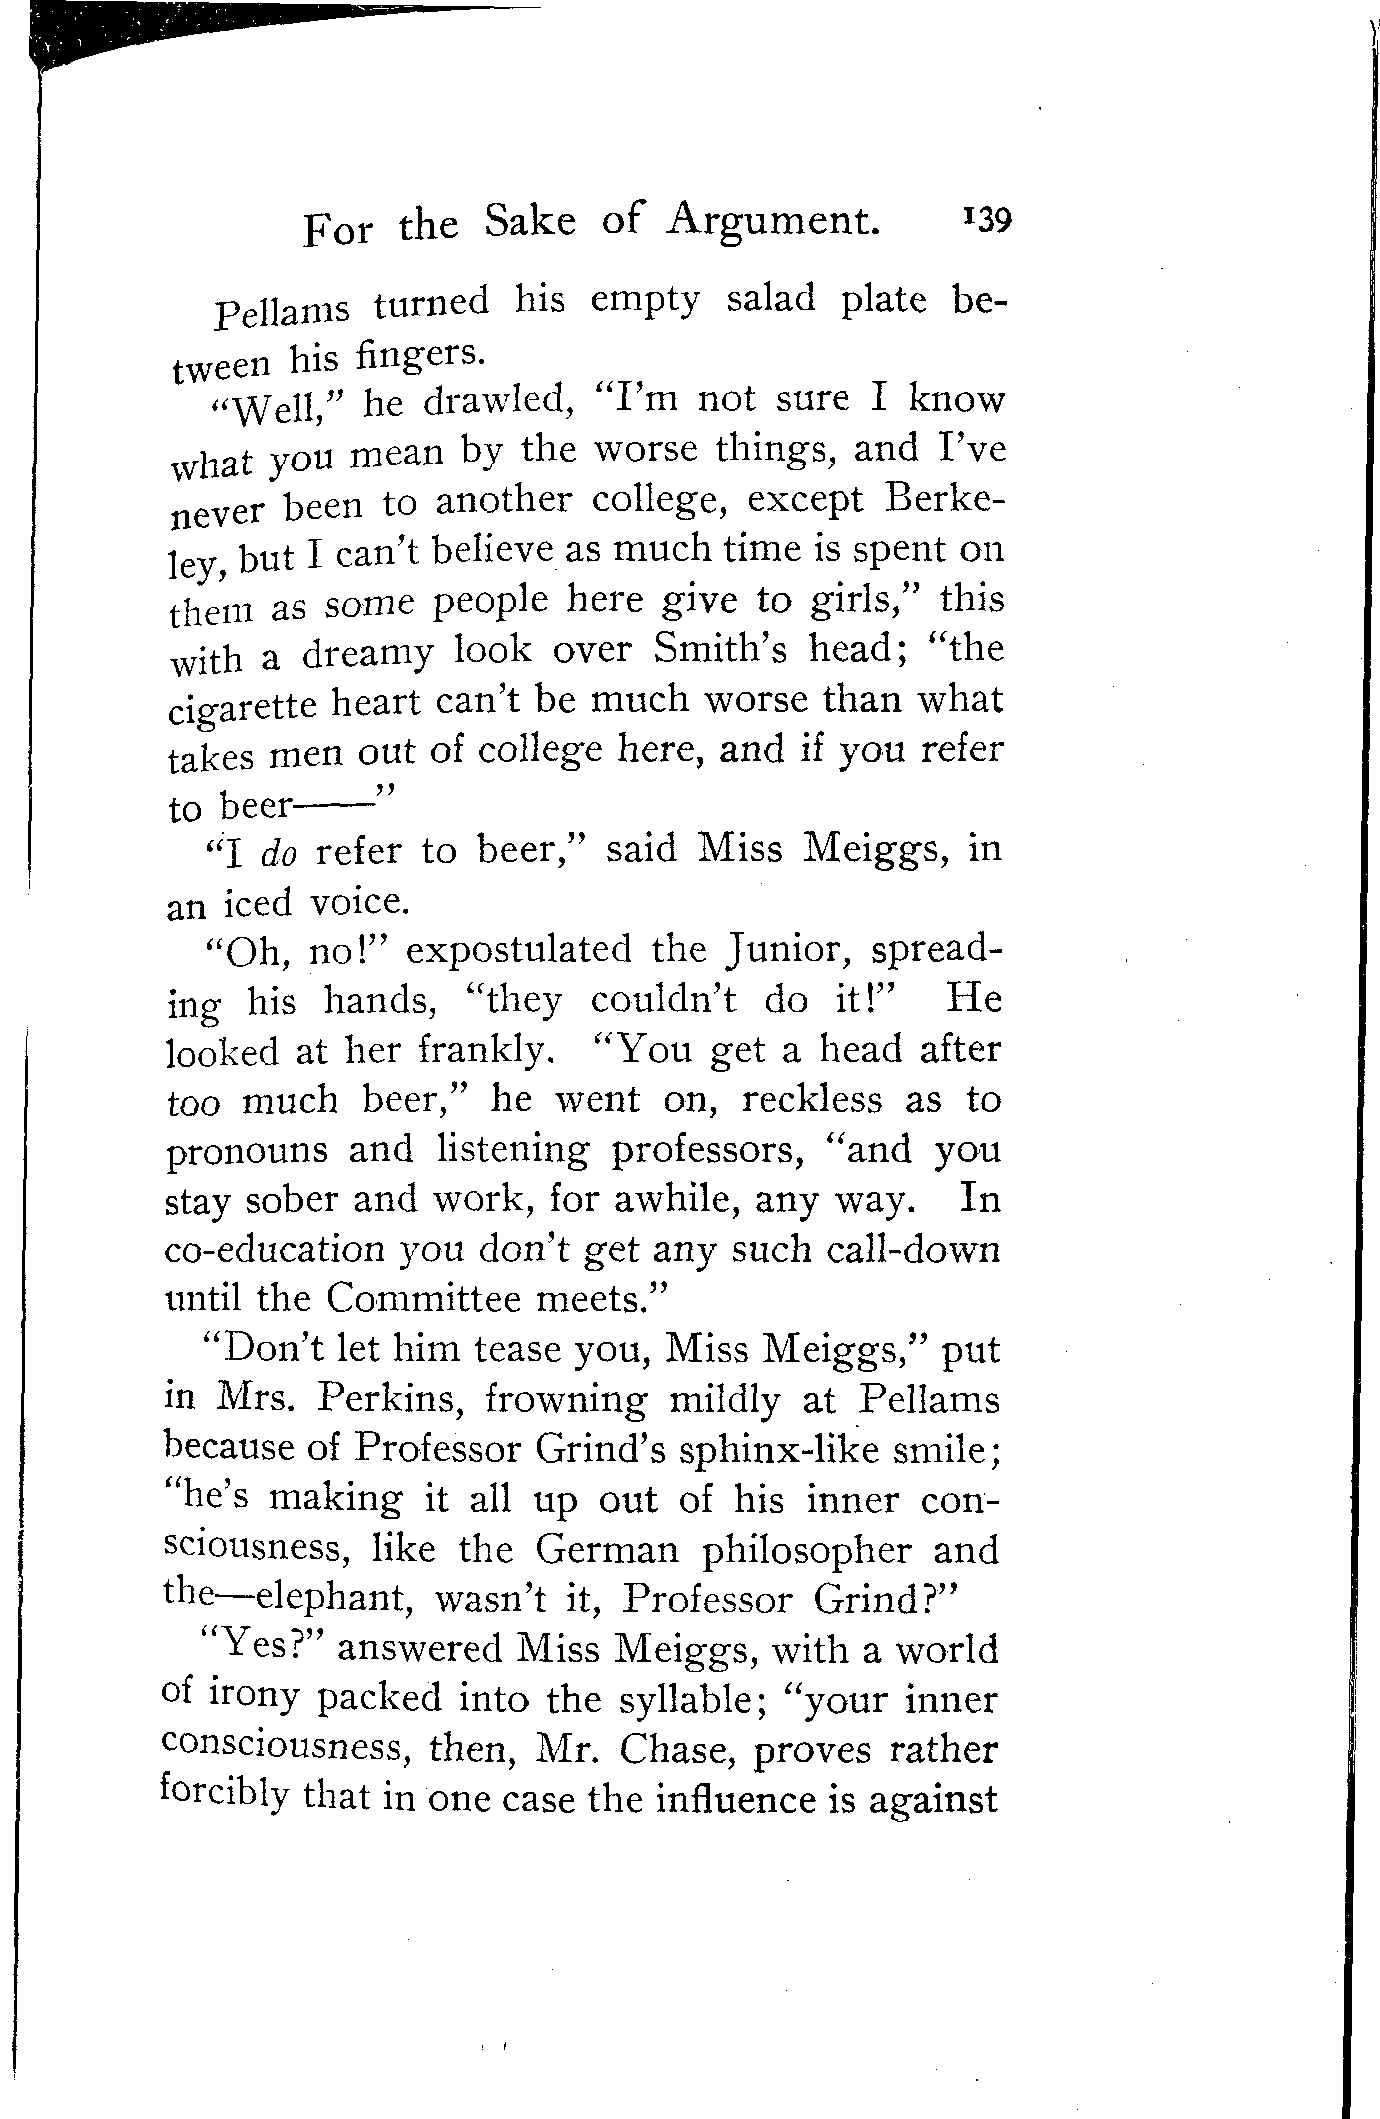 For the Sake of Argument. 139
Pellams turned his empty salad plate be-
tween his fingers.
"Well," he drawled, "I'm not sure I know
what you mean by the worse things, and I've
never been to another college, except Berke-
ley, but I can't believe as much time is spent on
them as some people here give to girls," this
with a dreamy look over Smith's head; "the
cigarette heart can't be much worse than what
takes men out of college here, and if you refer
to beer——"
"I do refer to beer," said Miss Meiggs, in
an iced voice.
"Oh, no!" expostulated the Junior, spread-
ing his hands, "they couldn't do it!" He
looked at her frankly. "You get a head after
too much beer," he went on, reckless as to
pronouns and listening professors, "and you
stay sober and work, for awhile, any way. In
co-education you don't get any such call-down
until the Committee meets."
"Don't let him tease you, Miss Meiggs," put
in Mrs. Perkins, frowning mildly at Pellams
because of Professor Grind's sphinx-like smile;
"he's making it all up out of his inner con-
sciousness, like the German philosopher and
the—elephant, wasn't it, Professor Grind?"
"Yes?" answered Miss Meiggs, with a world
of irony packed into the syllable; "your inner
consciousness, then, Mr. Chase, proves rather
forcibly that in one case the influence is against